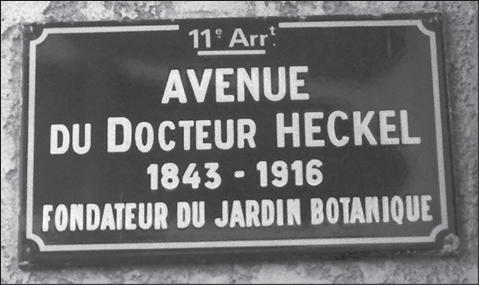 11e Arrt.
AVENUE
DU DOCTEUR HECKEL
1843 - 1916
FONDATEUR DU JARDIN BOTANIQUE